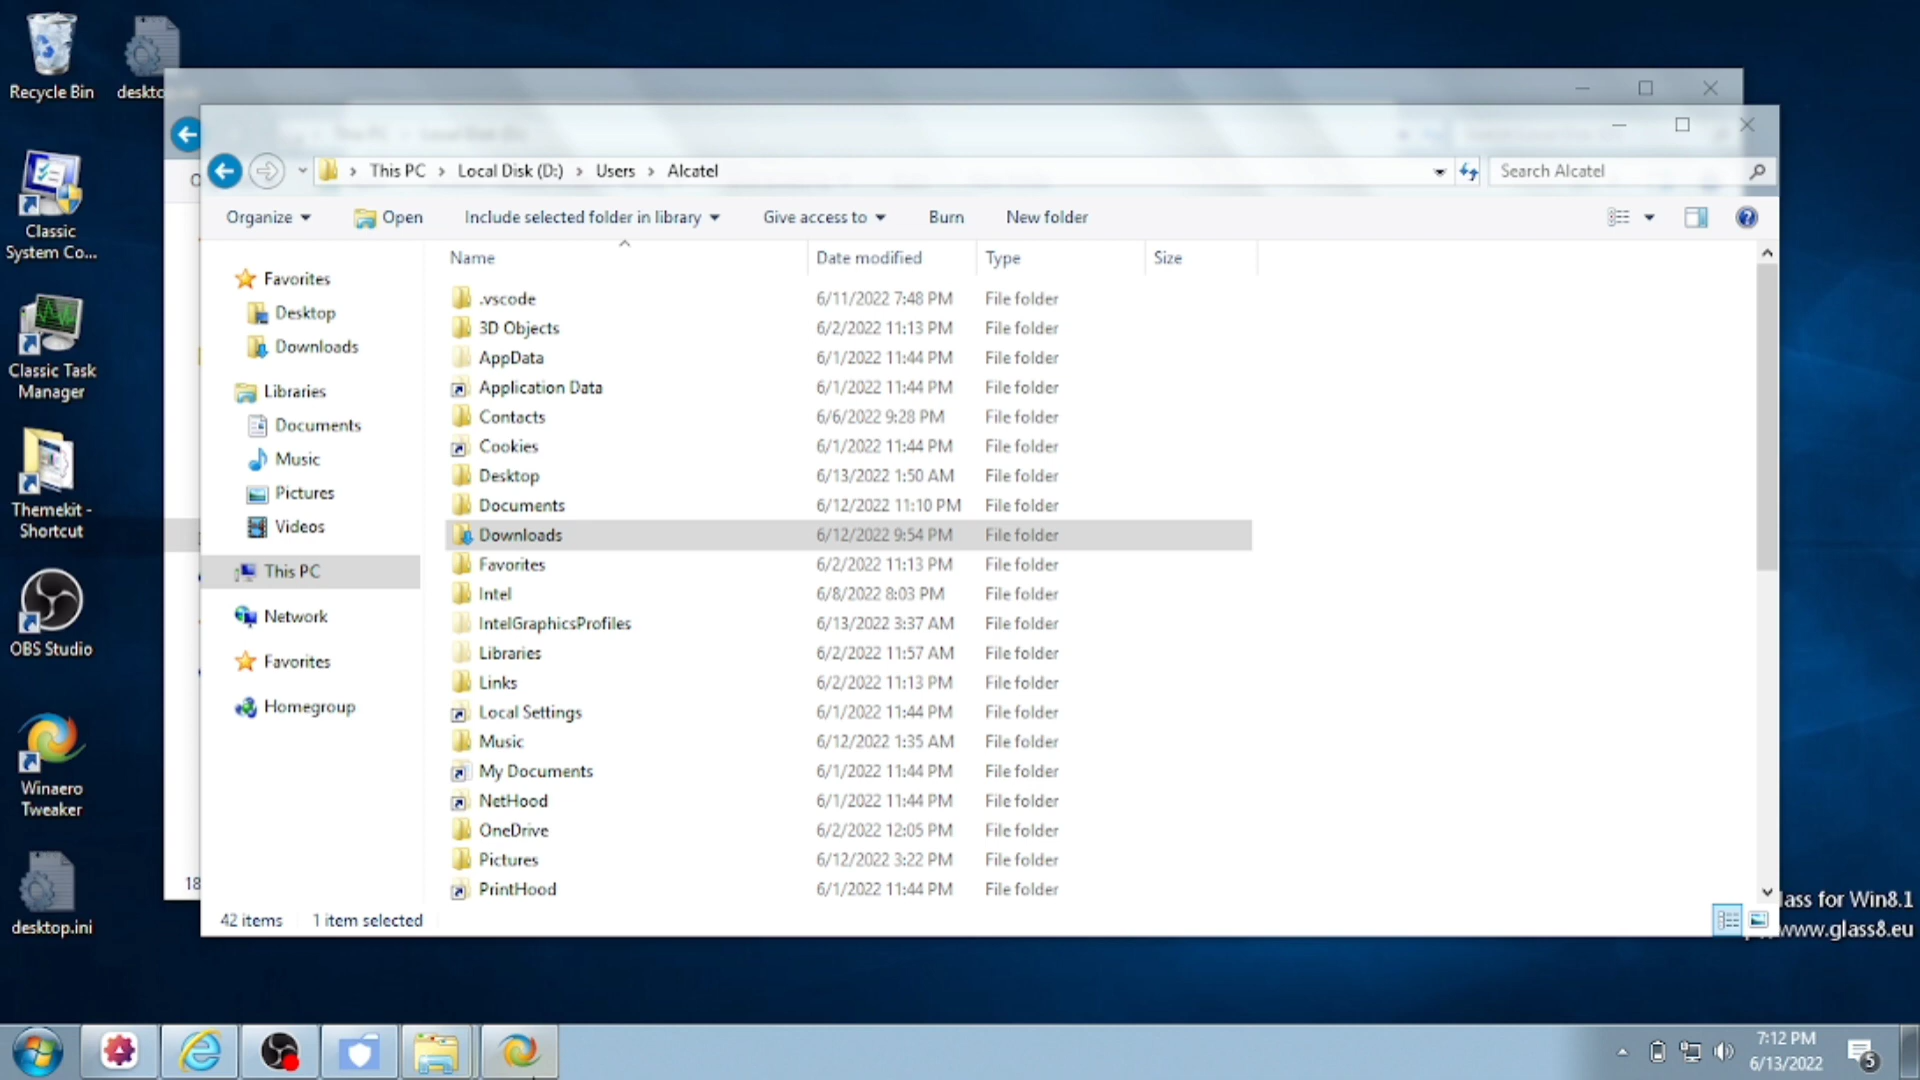 Recycle Bin
deskto
Classic
System Co...
Classic Task
Manager
Themekit -
Shortcut
OBS Studio
Winaero
Tweaker
desktop.ini
This PC
Local Disk (D:)
Users
Alcatel
Search Alcatel
Organize
Open
Include selected folder in library
Give access to
Burn
New folder
Favorites
Desktop
Downloads
Libraries
Documents
Music
Pictures
Videos
This PC
Network
Favorites
Homegroup
Name Date modified Type Size
.vscode 6/11/2022 7:48 PM File folder
3D Objects 6/2/2022 11:13 PM File folder
AppData 6/1/2022 11:44 PM File folder
Application Data 6/1/2022 11:44 PM File folder
Contacts 6/6/2022 9:28 PM File folder
Cookies 6/1/2022 11:44 PM File folder
Desktop 6/13/2022 1:50 AM File folder
Documents 6/12/2022 11:10 PM File folder
Downloads 6/12/2022 9:54 PM File folder
Favorites 6/2/2022 11:13 PM File folder
Intel 6/8/2022 8:03 PM File folder
IntelGraphicsProfiles 6/13/2022 3:37 AM File folder
Libraries 6/2/2022 11:57 AM File folder
Links 6/2/2022 11:13 PM File folder
Local Settings 6/1/2022 11:44 PM File folder
Music 6/12/2022 1:35 AM File folder
My Documents 6/1/2022 11:44 PM File folder
NetHood 6/1/2022 11:44 PM File folder
OneDrive 6/2/2022 12:05 PM File folder
Pictures 6/12/2022 3:22 PM File folder
PrintHood 6/1/2022 11:44 PM File folder
18
42 items 1 item selected
lass for Win8.1
www.glass8.eu
7:12 PM
6/13/2022
5